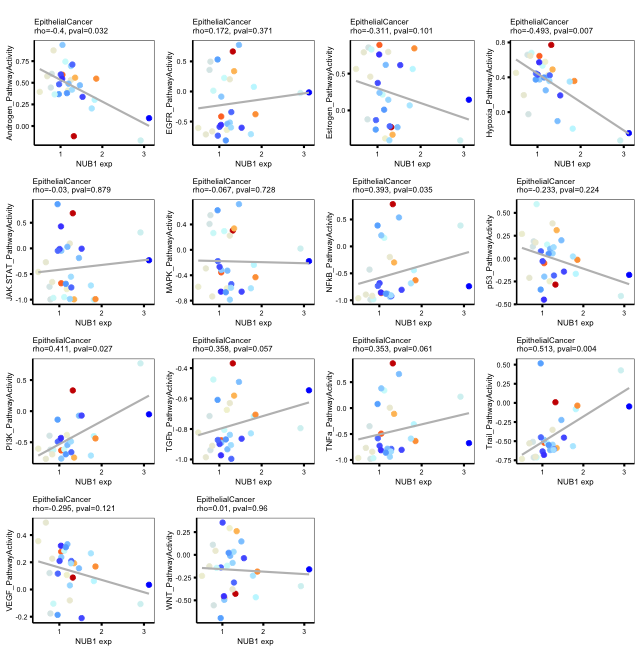 EpithelialCancer
rho=-0.4, pval=0.032
Androgen_PathwayActivity
0.75
0.50
0.25
0.00
1
2
3
NUB1 exp
EpithelialCancer
rho=0.172, pval=0.371
EGFR_PathwayActivity
0.5
0.0
-0.5
1
2
3
NUB1 exp
EpithelialCancer
rho=-0.311, pval=0.101
Estrogen_PathwayActivity
0.5
0.0
1
2
3
NUB1 exp
EpithelialCancer
rho=-0.493, pval=0.007
Hypoxia_PathwayActivity
0.8
0.4
0.0
1
2
3
NUB1 exp
EpithelialCancer
rho=-0.03, pval=0.879
JAK.STAT_PathwayActivity
0.5
0.0
-0.5
-1.0
1
2
3
NUB1 exp
EpithelialCancer
rho=-0.067, pval=0.728
MAPK_PathwayActivity
0.8
0.4
0.0
-0.4
-0.8
1
2
3
NUB1 exp
EpithelialCancer
rho=0.393, pval=0.035
NFkB_PathwayActivity
0.5
0.0
-0.5
-1.0
1
2
3
NUB1 exp
EpithelialCancer
rho=-0.233, pval=0.224
p53_PathwayActivity
0.50
0.25
0.00
-0.25
-0.50
1
2
3
NUB1 exp
EpithelialCancer
rho=0.411, pval=0.027
PI3K_PathwayActivity
0.5
0.0
-0.5
1
2
3
NUB1 exp
EpithelialCancer
rho=0.358, pval=0.057
TGFb_PathwayActivity
-0.4
-0.6
-0.8
-1.0
1
2
3
NUB1 exp
EpithelialCancer
rho=0.353, pval=0.061
TNFa_PathwayActivity
0.5
0.0
-0.5
-1.0
1
2
3
NUB1 exp
EpithelialCancer
rho=0.513, pval=0.004
Trail_PathwayActivity
0.50
0.25
0.00
-0.25
-0.50
-0.75
1
2
3
NUB1 exp
EpithelialCancer
rho=-0.295, pval=0.121
VEGF_PathwayActivity
0.4
0.2
0.0
-0.2
1
2
3
NUB1 exp
EpithelialCancer
rho=0.01, pval=0.96
WNT_PathwayActivity
0.25
0.00
-0.25
-0.50
1
2
3
NUB1 exp